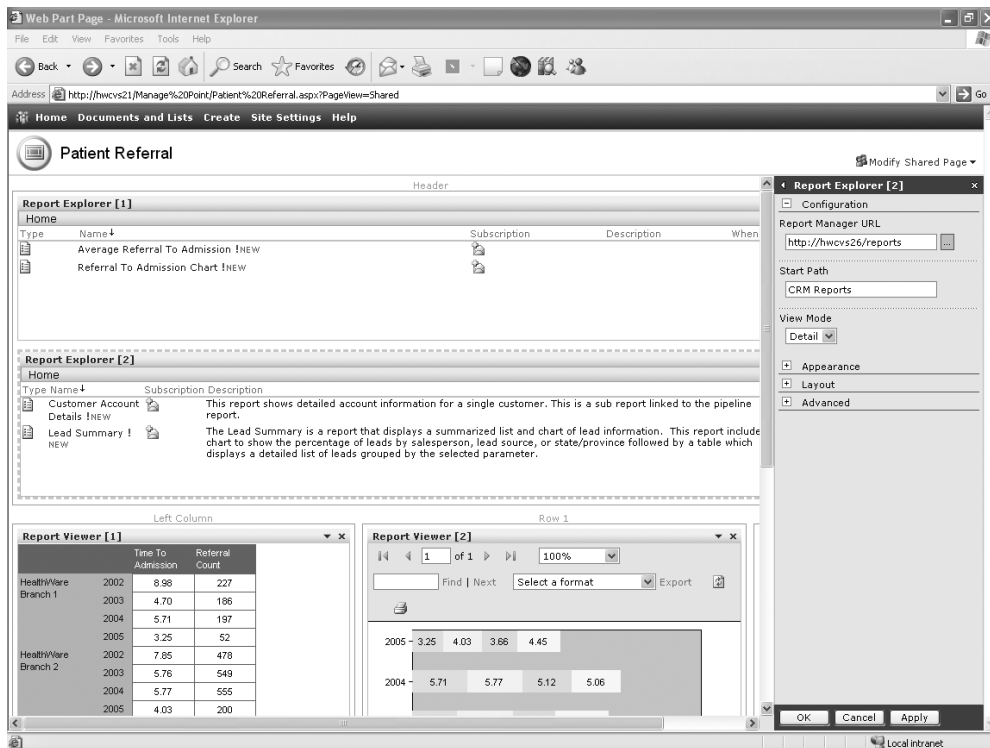 Web Part Page - Microsoft Internet Explorer
File Edit View Favorites Tools Help
Back Search Favorites
Address http://hwcvs21/Manage%20Point/Patient%20Referral.aspx?PageView=Shared Go
Home Documents and Lists Create Site Settings Help
Patient Referral
Modify Shared Page
Header
Report Explorer [1]
Home
Type Name Subscription Description When
Average Referral To Admission !NEW
Referral To Admission Chart !NEW
Report Explorer [2]
Home
Type Name Subscription Description
Customer Account This report shows detailed account information for a single customer. This is a sub report linked to the pipeline
Details !NEW report.
Lead Summary ! The Lead Summary is a report that displays a summarized list and chart of lead information. This report include
NEW chart to show the percentage of leads by salesperson, lead source, or state/province followed by a table which
displays a detailed list of leads grouped by the selected parameter.
Left Column
Report Viewer [1]
Time To Referral
Admission Count
HealthWare 2002 8.98 227
Branch 1 2003 4.70 186
2004 5.71 197
2005 3.25 52
HealthWare 2002 7.85 478
Branch 2 2003 5.76 549
2004 5.77 555
2005 4.03 200
Row 1
Report Viewer [2]
1 of 1 100%
Find | Next Select a format Export
2005 3.25 4.03 3.66 4.45
2004 5.71 5.77 5.12 5.06
Report Explorer [2]
Configuration
Report Manager URL
http://hwcvs26/reports ...
Start Path
CRM Reports
View Mode
Detail
Appearance
Layout
Advanced
OK Cancel Apply
Local intranet